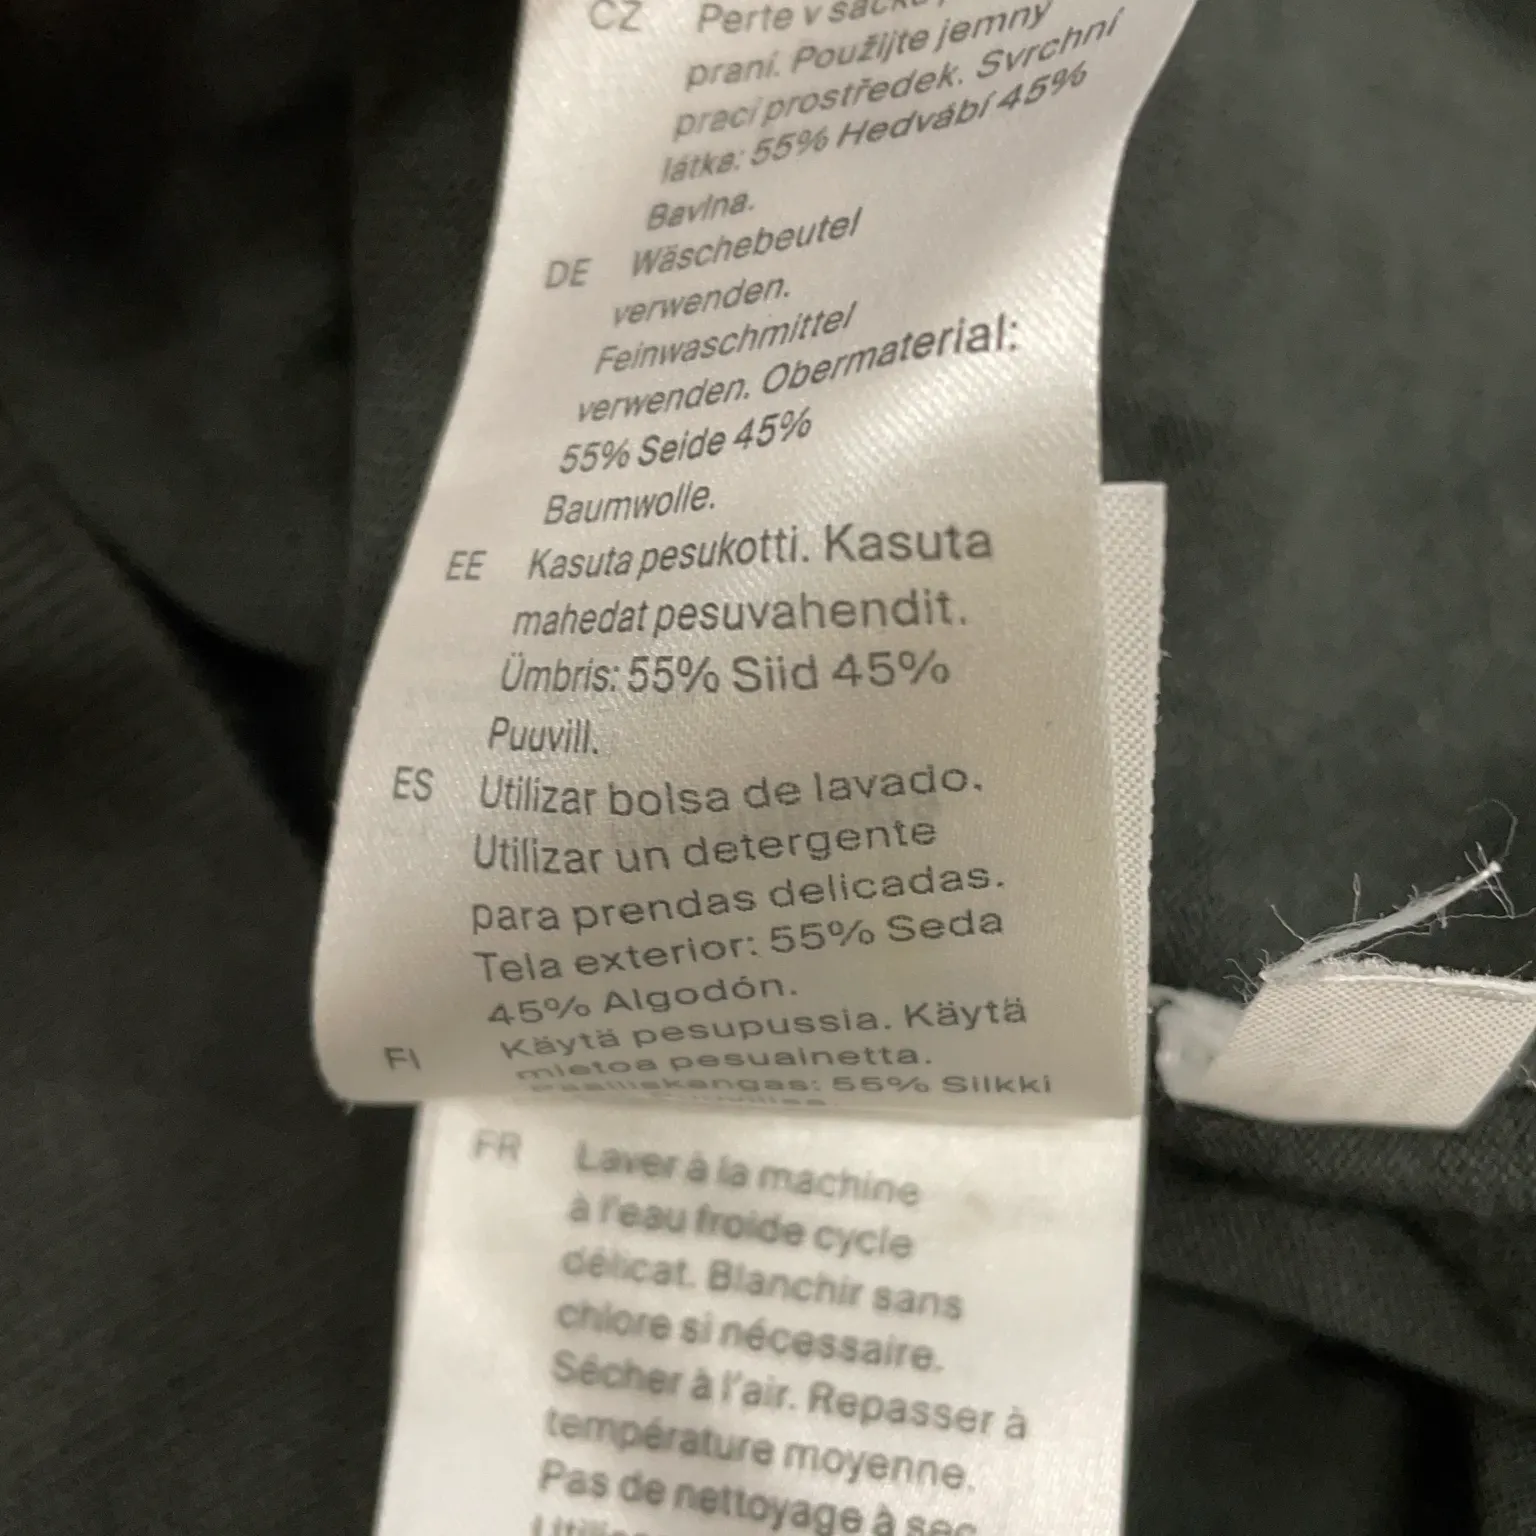 CZ Perte v
praní. Použijte jemný
prací prostředek. Svrchní
látka: 55% Hedvábí 45%
Bavlna.
DE Wäschebeutel
verwenden.
Feinwaschmittel
verwenden. Obermaterial:
55% Seide 45%
Baumwolle.
EE Kasuta pesukotti. Kasuta
mahedat pesuvahendit.
Ümbris: 55% Siid 45%
Puuvill.
ES Utilizar bolsa de lavado.
Utilizar un detergente
para prendas delicadas.
Tela exterior: 55% Seda
45% Algodón.
FI Käytä pesupussia. Käytä
mietoa pesuainetta.
55% Silkki
FR Laver à la machine
à l'eau froide cycle
délicat. Blanchir sans
chlore si nécessaire.
Sécher à l'air. Repasser à
température moyenne.
Pas de nettoyage à sec